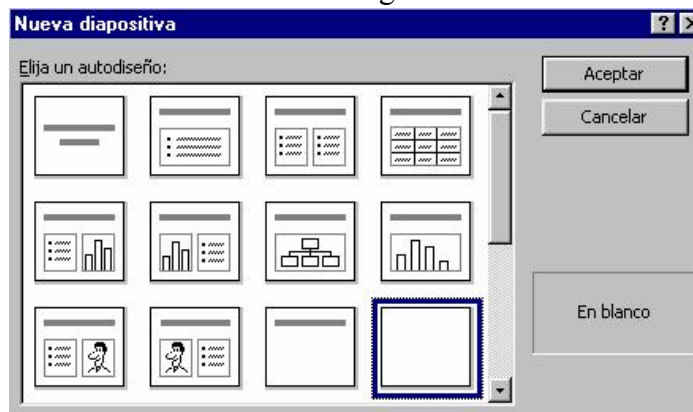 Nueva diapositiva
Elija un autodiseño:
Aceptar
Cancelar
En blanco